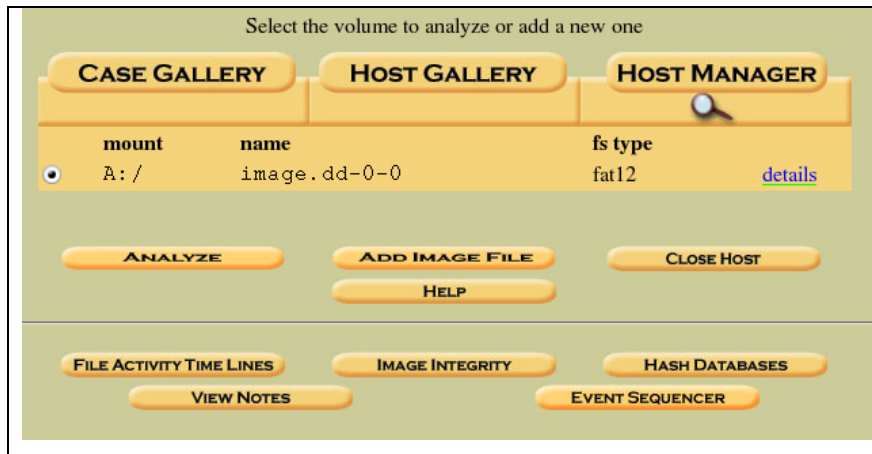 Select the volume to analyze or add a new one
CASE GALLERY HOST GALLERY HOST MANAGER
mount name fs type
A:/ image.dd-0-0 fat12 details
ANALYZE ADD IMAGE FILE CLOSE HOST
HELP
FILE ACTIVITY TIME LINES IMAGE INTEGRITY HASH DATABASES
VIEW NOTES EVENT SEQUENCER